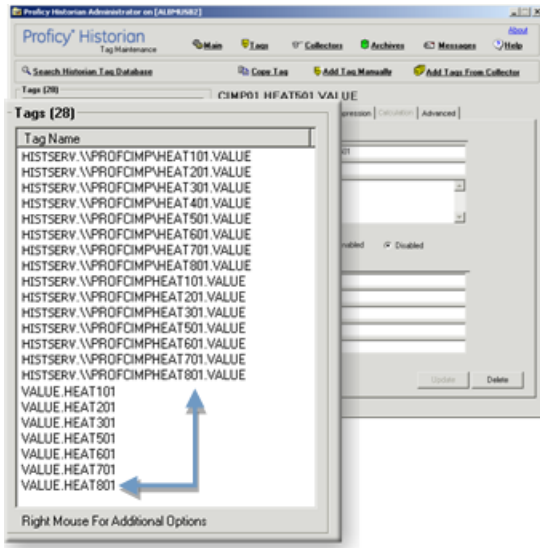 Proficy Historian Administrator on [ALBMUSB2]
Proficy Historian
Tag Maintenance
Main
Tags
Collectors
Archives
Messages
About
Help
Search Historian Tag Database
Copy Tag
Add Tag Manually
Add Tags From Collector
Tags (28)
CIMP01.HEAT501.VALUE
Calculation
Advanced
Disabled
Update
Delete
Tags (28)
Tag Name
HISTSERV.\\PROFCIMP\HEAT101.VALUE
HISTSERV.\\PROFCIMP\HEAT201.VALUE
HISTSERV.\\PROFCIMP\HEAT301.VALUE
HISTSERV.\\PROFCIMP\HEAT401.VALUE
HISTSERV.\\PROFCIMP\HEAT501.VALUE
HISTSERV.\\PROFCIMP\HEAT601.VALUE
HISTSERV.\\PROFCIMP\HEAT701.VALUE
HISTSERV.\\PROFCIMP\HEAT801.VALUE
HISTSERV.\\PROFCIMPHEAT101.VALUE
HISTSERV.\\PROFCIMPHEAT201.VALUE
HISTSERV.\\PROFCIMPHEAT301.VALUE
HISTSERV.\\PROFCIMPHEAT501.VALUE
HISTSERV.\\PROFCIMPHEAT601.VALUE
HISTSERV.\\PROFCIMPHEAT701.VALUE
HISTSERV.\\PROFCIMPHEAT801.VALUE
VALUE.HEAT101
VALUE.HEAT201
VALUE.HEAT301
VALUE.HEAT501
VALUE.HEAT601
VALUE.HEAT701
VALUE.HEAT801
Right Mouse For Additional Options